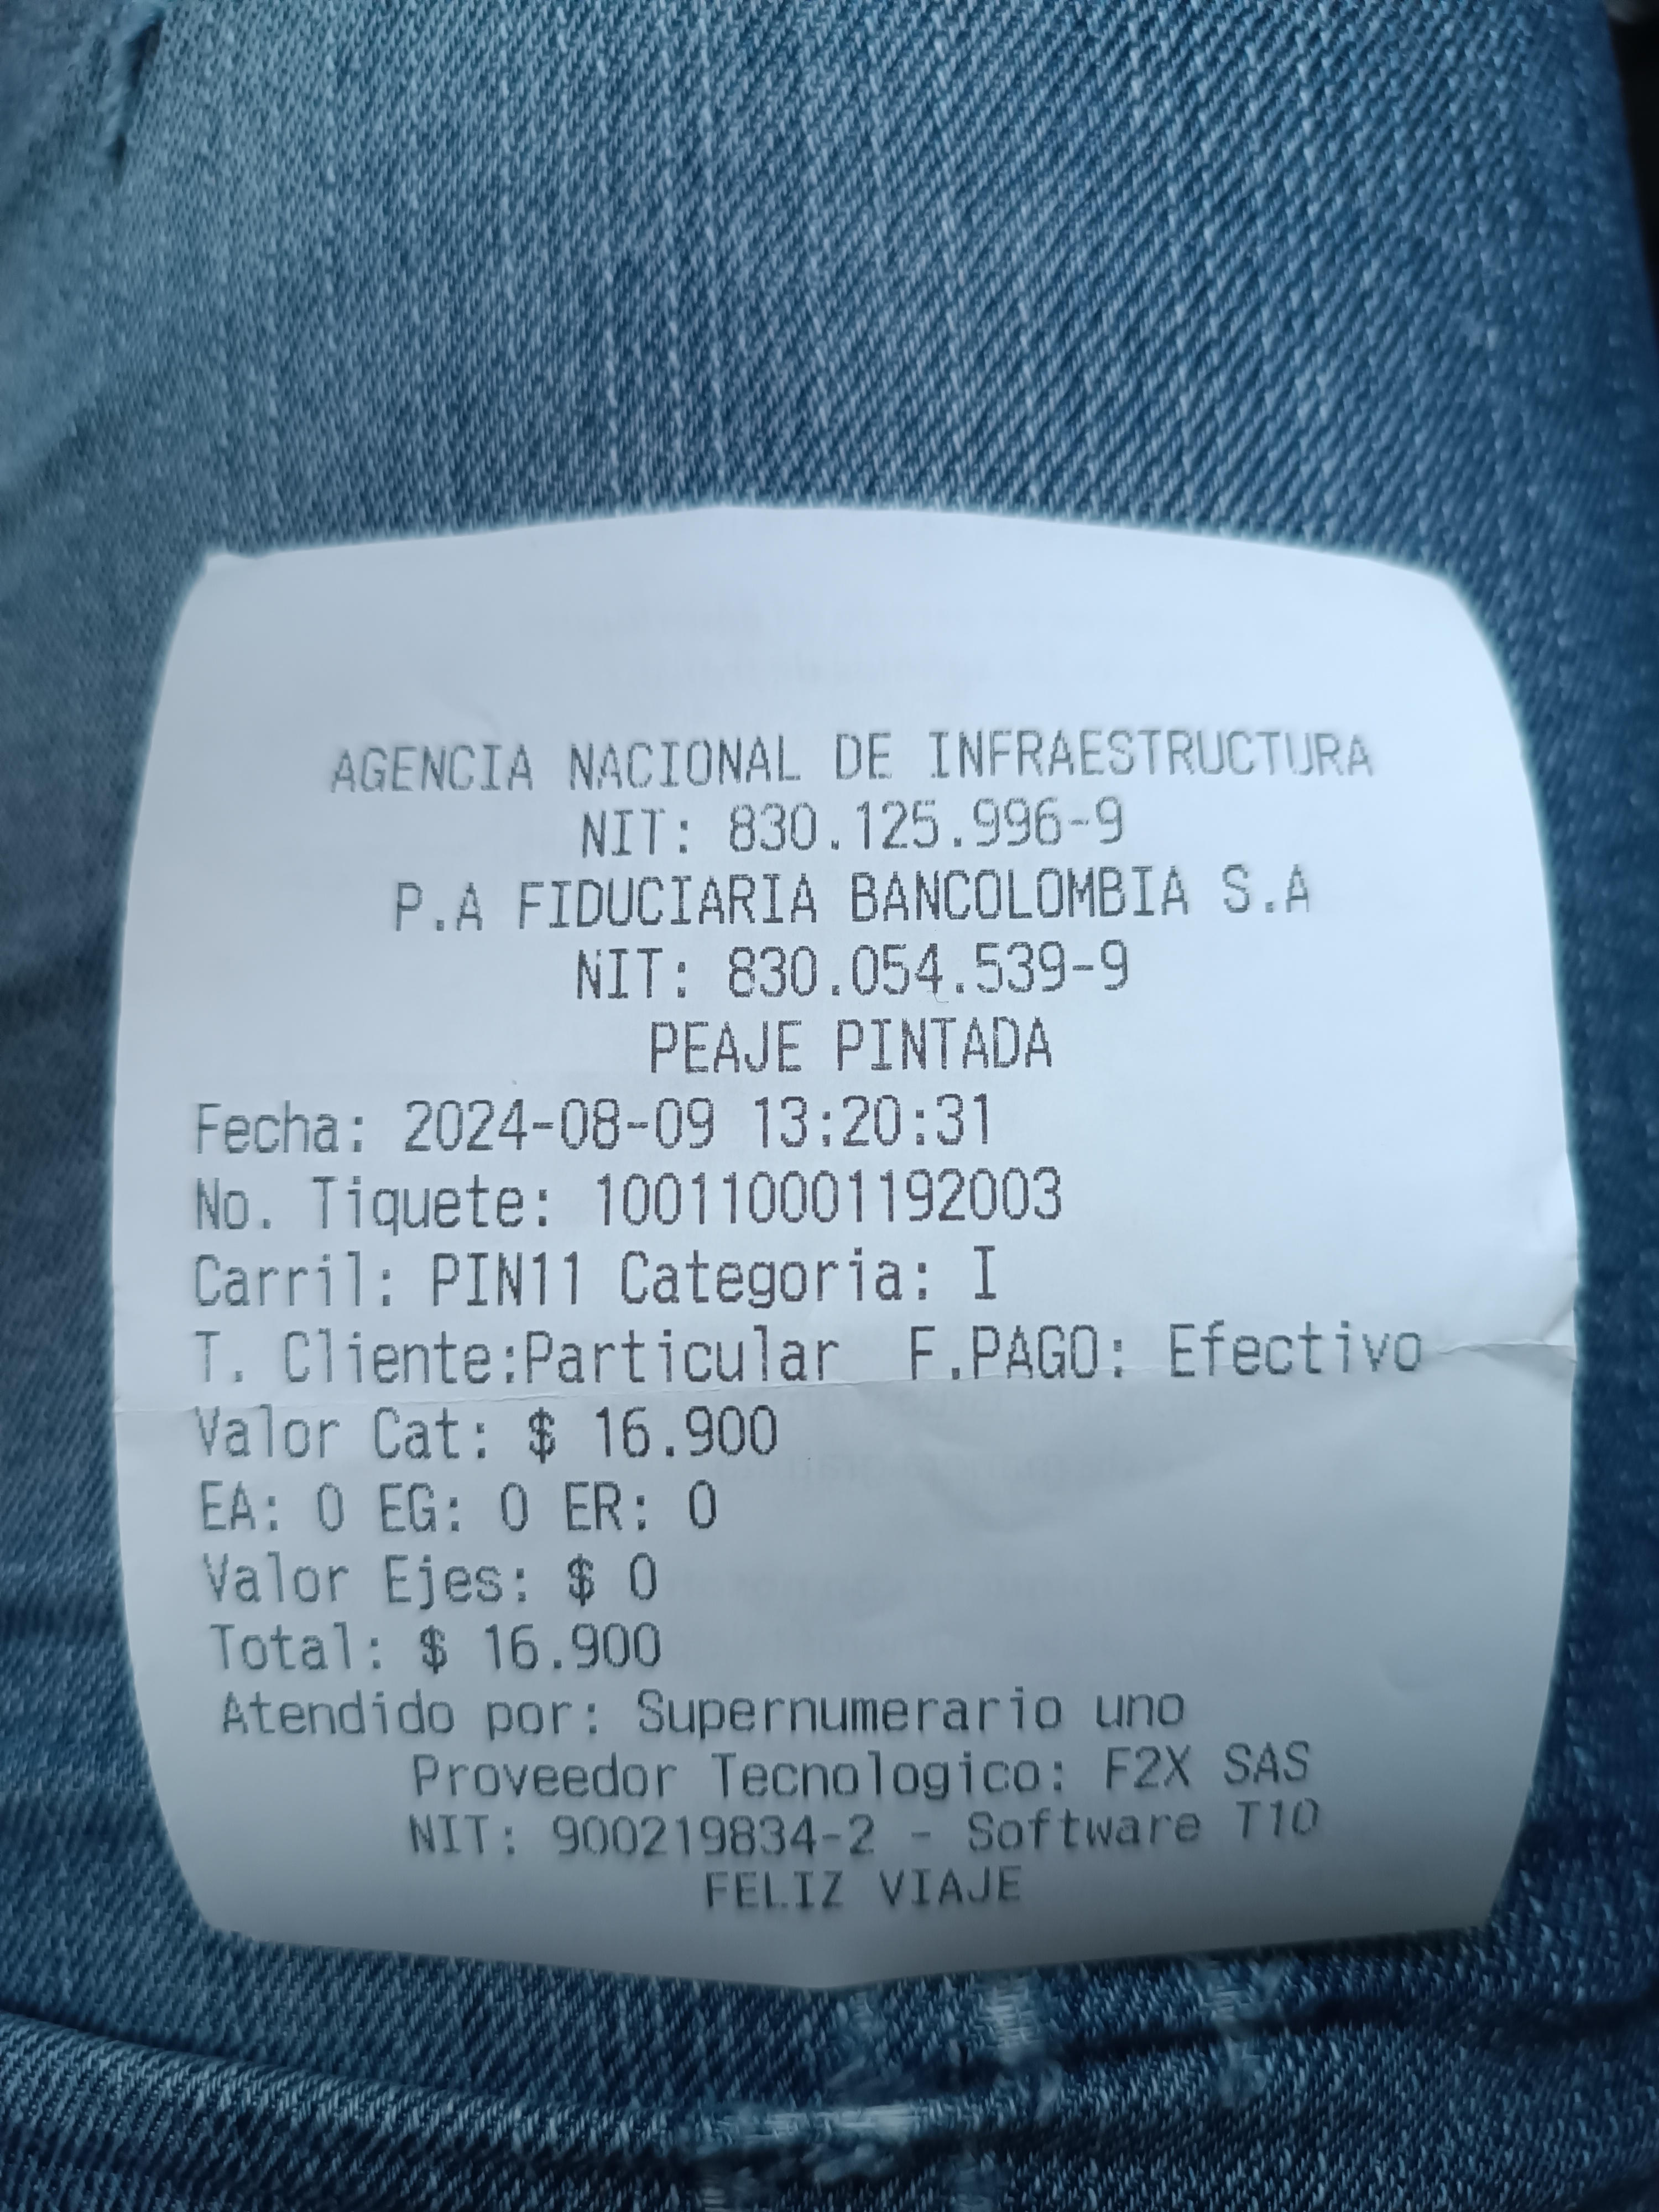 AGENCIA NACIONAL DE INFRAESTRUCTURA
NIT: 830.125.996-9
P.A FIDUCIARIA BANCOLOMBIA S.A
NIT: 830.054.539-9
PEAJE PINTADA
Fecha: 2024-08-09 13:20:31
No. Tiquete: 100110001192003
Carril: PIN11 Categoria: I
T. Cliente:Particular F.PAGO: Efectivo
Valor Cat: $ 16.900
EA: 0 EG: 0 ER: 0
Valor Ejes: $ 0
Total: $ 16.900
Atendido por: Supernumerario uno
Proveedor Tecnologico: F2X SAS
NIT: 900219834-2 - Software T10
FELIZ VIAJE